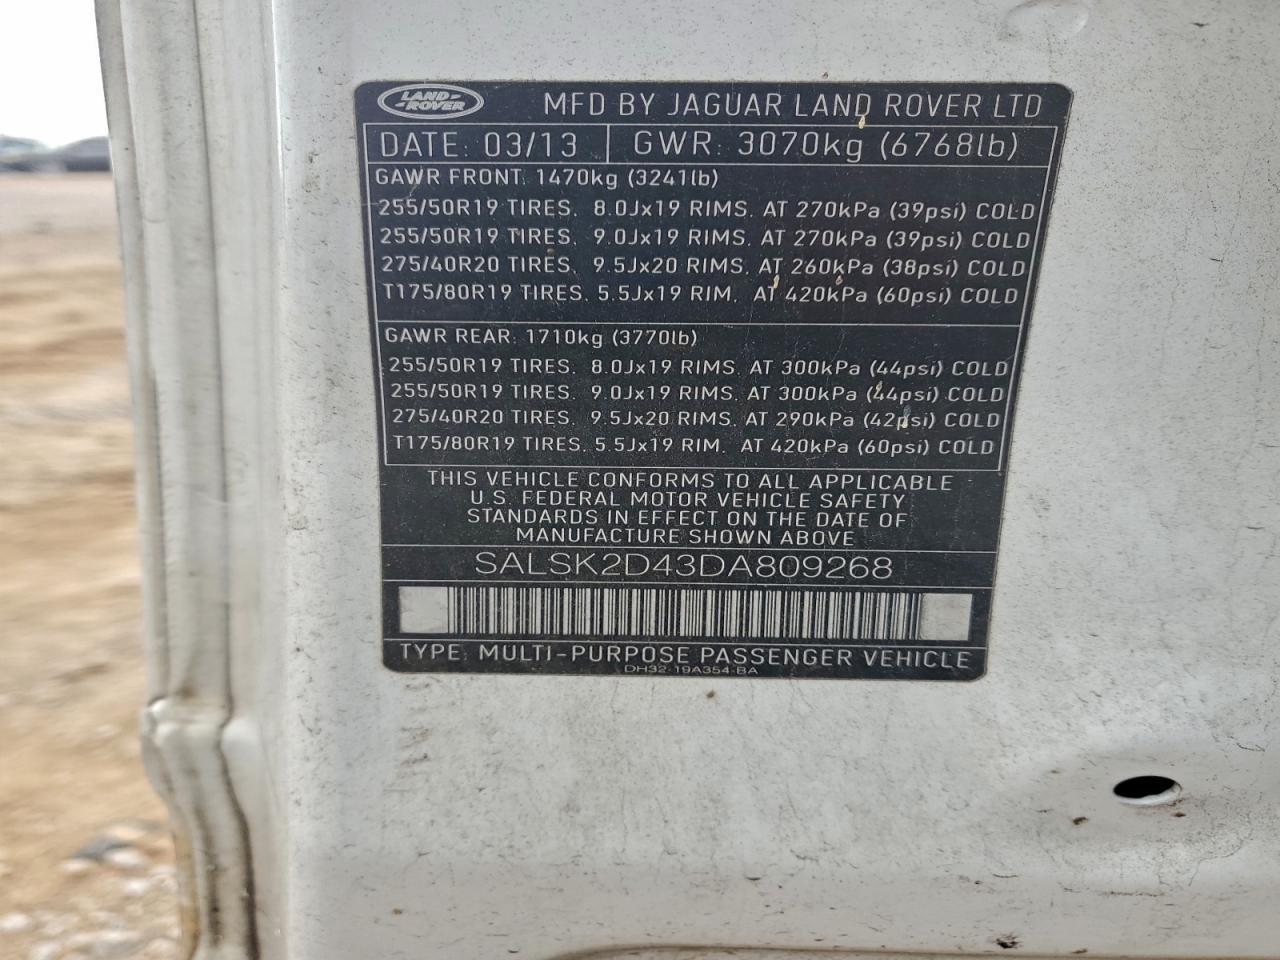 LAND-ROVER MFD BY JAGUAR LAND ROVER LTD
DATE: 03/13 GWR: 3070kg (6768lb)
GAWR FRONT: 1470kg (3241lb)
255/50R19 TIRES. 8.0Jx19 RIMS. AT 270kPa (39psi) COLD
255/50R19 TIRES. 9.0Jx19 RIMS. AT 270kPa (39psi) COLD
275/40R20 TIRES. 9.5Jx20 RIMS. AT 260kPa (38psi) COLD
T175/80R19 TIRES. 5.5Jx19 RIM. AT 420kPa (60psi) COLD
GAWR REAR: 1710kg (3770lb)
255/50R19 TIRES. 8.0Jx19 RIMS. AT 300kPa (44psi) COLD
255/50R19 TIRES. 9.0Jx19 RIMS. AT 300kPa (44psi) COLD
275/40R20 TIRES. 9.5Jx20 RIMS. AT 290kPa (42psi) COLD
T175/80R19 TIRES. 5.5Jx19 RIM. AT 420kPa (60psi) COLD
THIS VEHICLE CONFORMS TO ALL APPLICABLE
U.S. FEDERAL MOTOR VEHICLE SAFETY
STANDARDS IN EFFECT ON THE DATE OF
MANUFACTURE SHOWN ABOVE
SALSK2D43DA809268
TYPE: MULTI-PURPOSE PASSENGER VEHICLE
DH32-19A354-BA